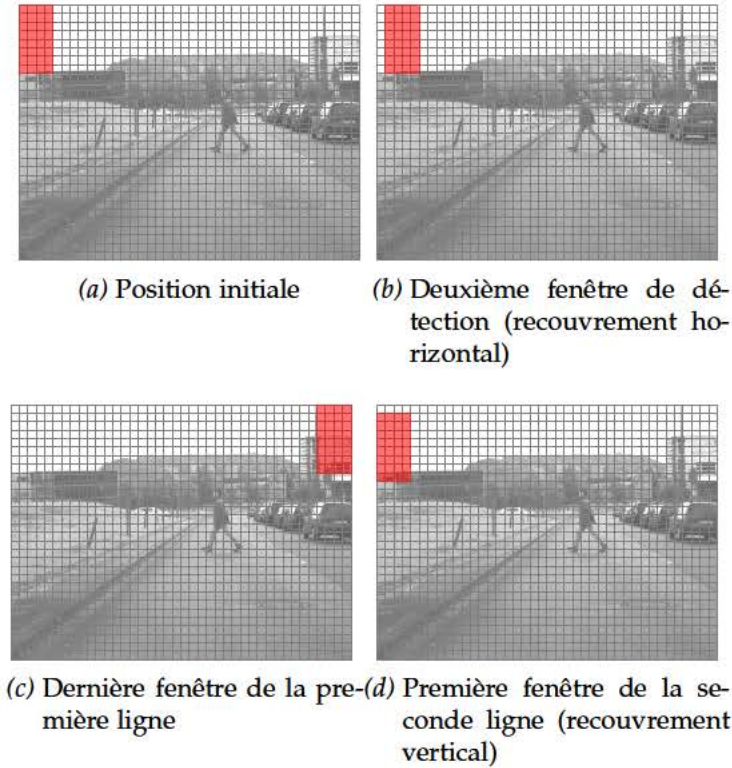 (a) Position initiale
(b) Deuxième fenêtre de dé-
tection (recouvrement ho-
rizontal)
(c) Dernière fenêtre de la pre-
mière ligne
(d) Première fenêtre de la se-
conde ligne (recouvrement
vertical)